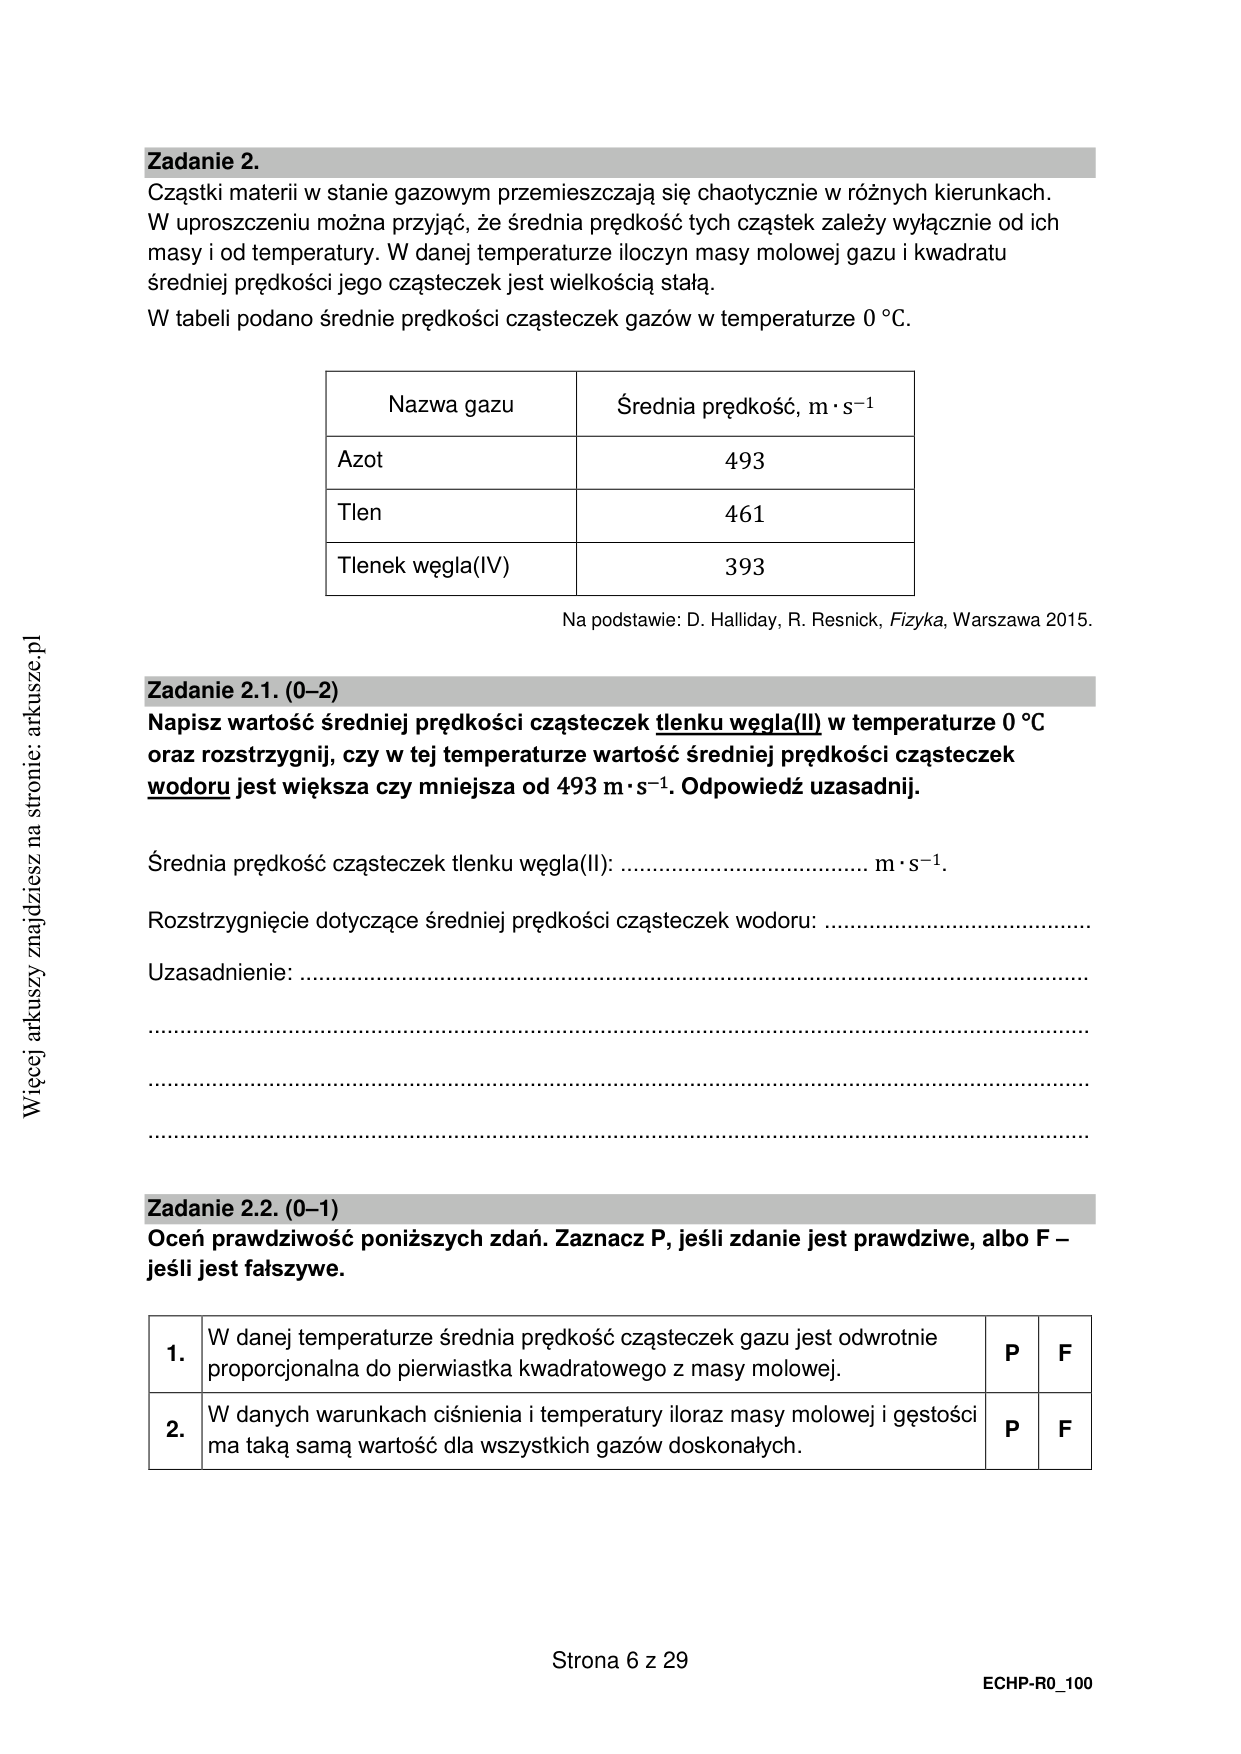 Zadanie 2.
Cząstki materii w stanie gazowym przemieszczają się chaotycznie w różnych kierunkach.
W uproszczeniu można przyjąć, że średnia prędkość tych cząstek zależy wyłącznie od ich
masy i od temperatury. W danej temperaturze iloczyn masy molowej gazu i kwadratu
średniej prędkości jego cząsteczek jest wielkością stałą.
W tabeli podano średnie prędkości cząsteczek gazów w temperaturze 0 °C.
Nazwa gazu Średnia prędkość, m · s⁻¹
Azot 493
Tlen 461
Tlenek węgla(IV) 393
Na podstawie: D. Halliday, R. Resnick, Fizyka, Warszawa 2015.
Zadanie 2.1. (0–2)
Napisz wartość średniej prędkości cząsteczek tlenku węgla(II) w temperaturze 0 °C
oraz rozstrzygnij, czy w tej temperaturze wartość średniej prędkości cząsteczek
wodoru jest większa czy mniejsza od 493 m · s⁻¹. Odpowiedź uzasadnij.
Średnia prędkość cząsteczek tlenku węgla(II): ....................................... m · s⁻¹.
Rozstrzygnięcie dotyczące średniej prędkości cząsteczek wodoru: ..........................................
Uzasadnienie: ............................................................................................................................
....................................................................................................................................................
....................................................................................................................................................
....................................................................................................................................................
Zadanie 2.2. (0–1)
Oceń prawdziwość poniższych zdań. Zaznacz P, jeśli zdanie jest prawdziwe, albo F –
jeśli jest fałszywe.
1. W danej temperaturze średnia prędkość cząsteczek gazu jest odwrotnie P F
proporcjonalna do pierwiastka kwadratowego z masy molowej.
2. W danych warunkach ciśnienia i temperatury iloraz masy molowej i gęstości P F
ma taką samą wartość dla wszystkich gazów doskonałych.
Strona 6 z 29
ECHP-R0_100
Więcej arkuszy znajdziesz na stronie: arkusze.pl